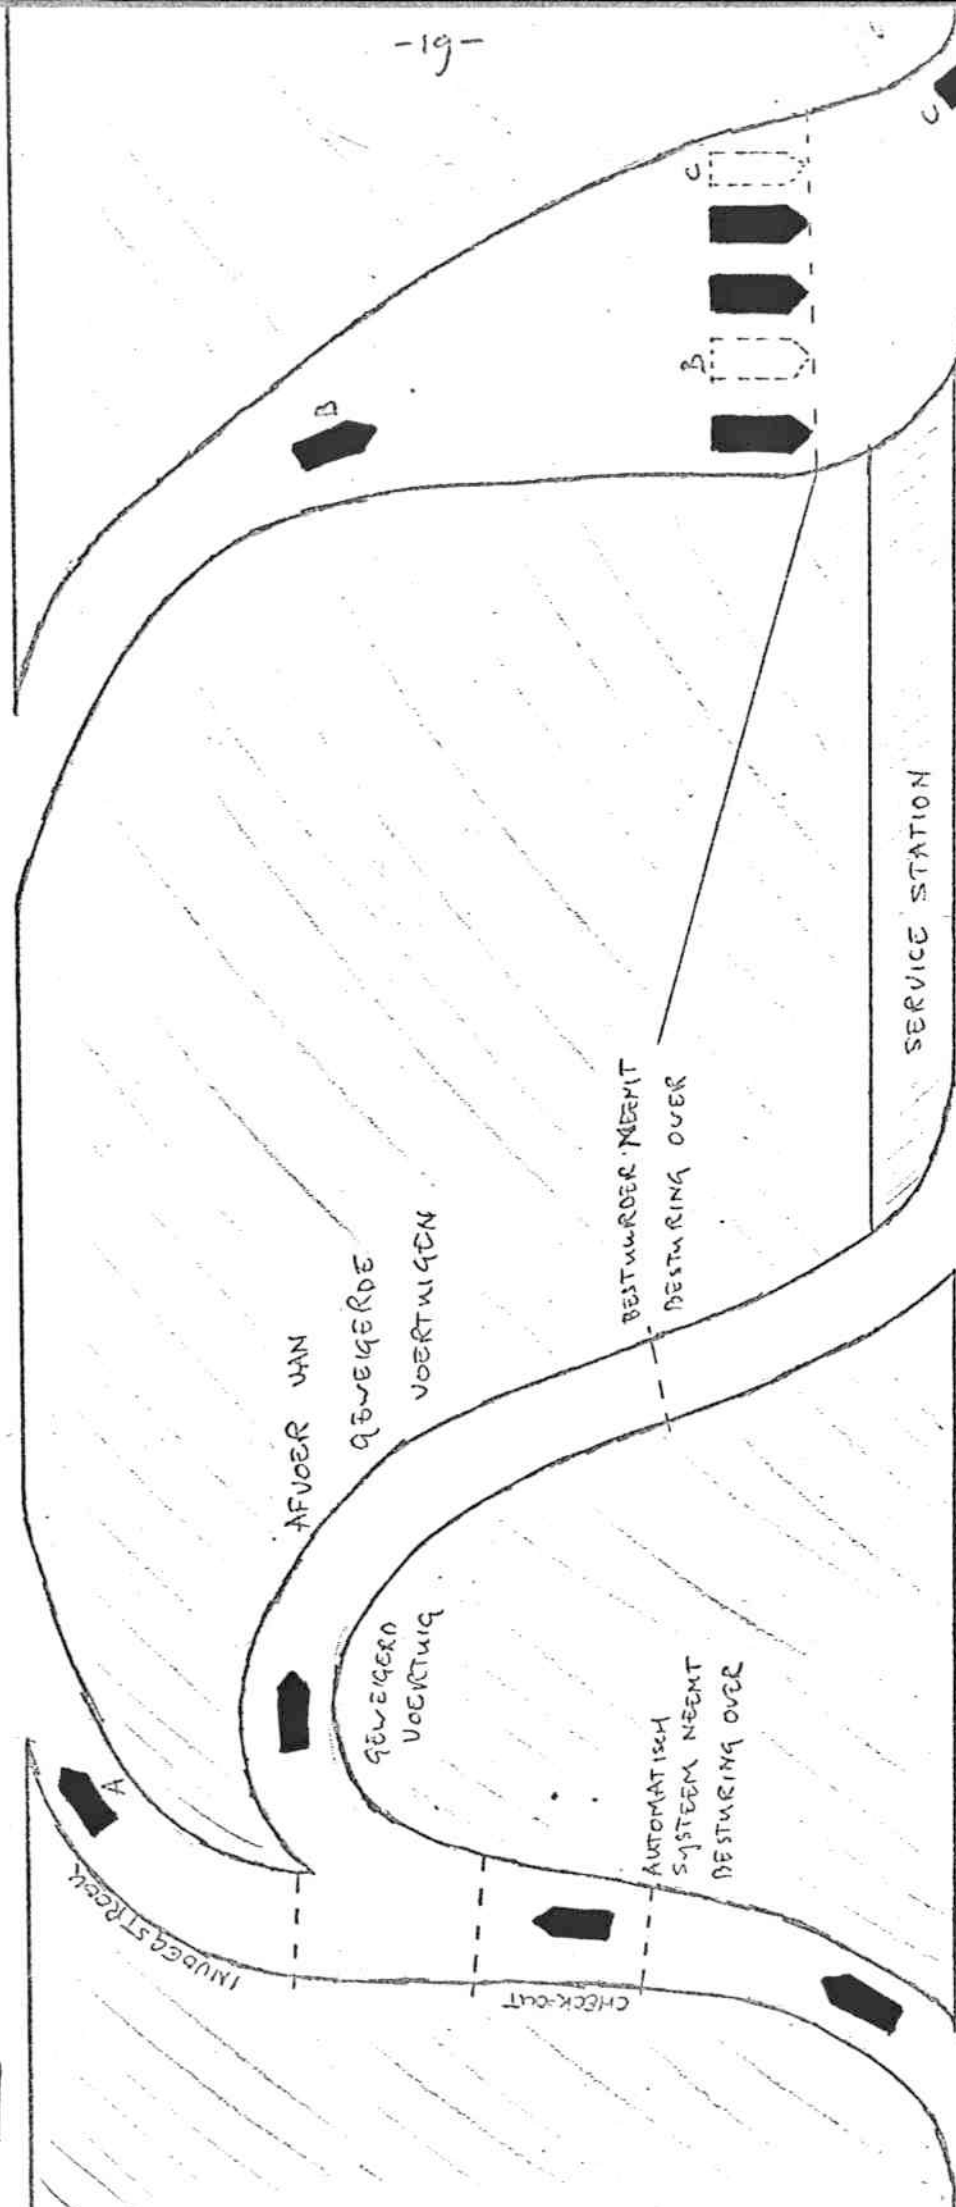 -19-
C
C
B
B
SERVICE STATION
BESTUURDER NEEMT
BESTURING OVER
AFVOER VAN
GEWEIGERDE
VOERTUIGEN
GEWEIGERD
VOERTUIG
AUTOMATISCH
SYSTEEM NEEMT
BESTURING OVER
A
INVOEGSTROOK
CHECK-OUT